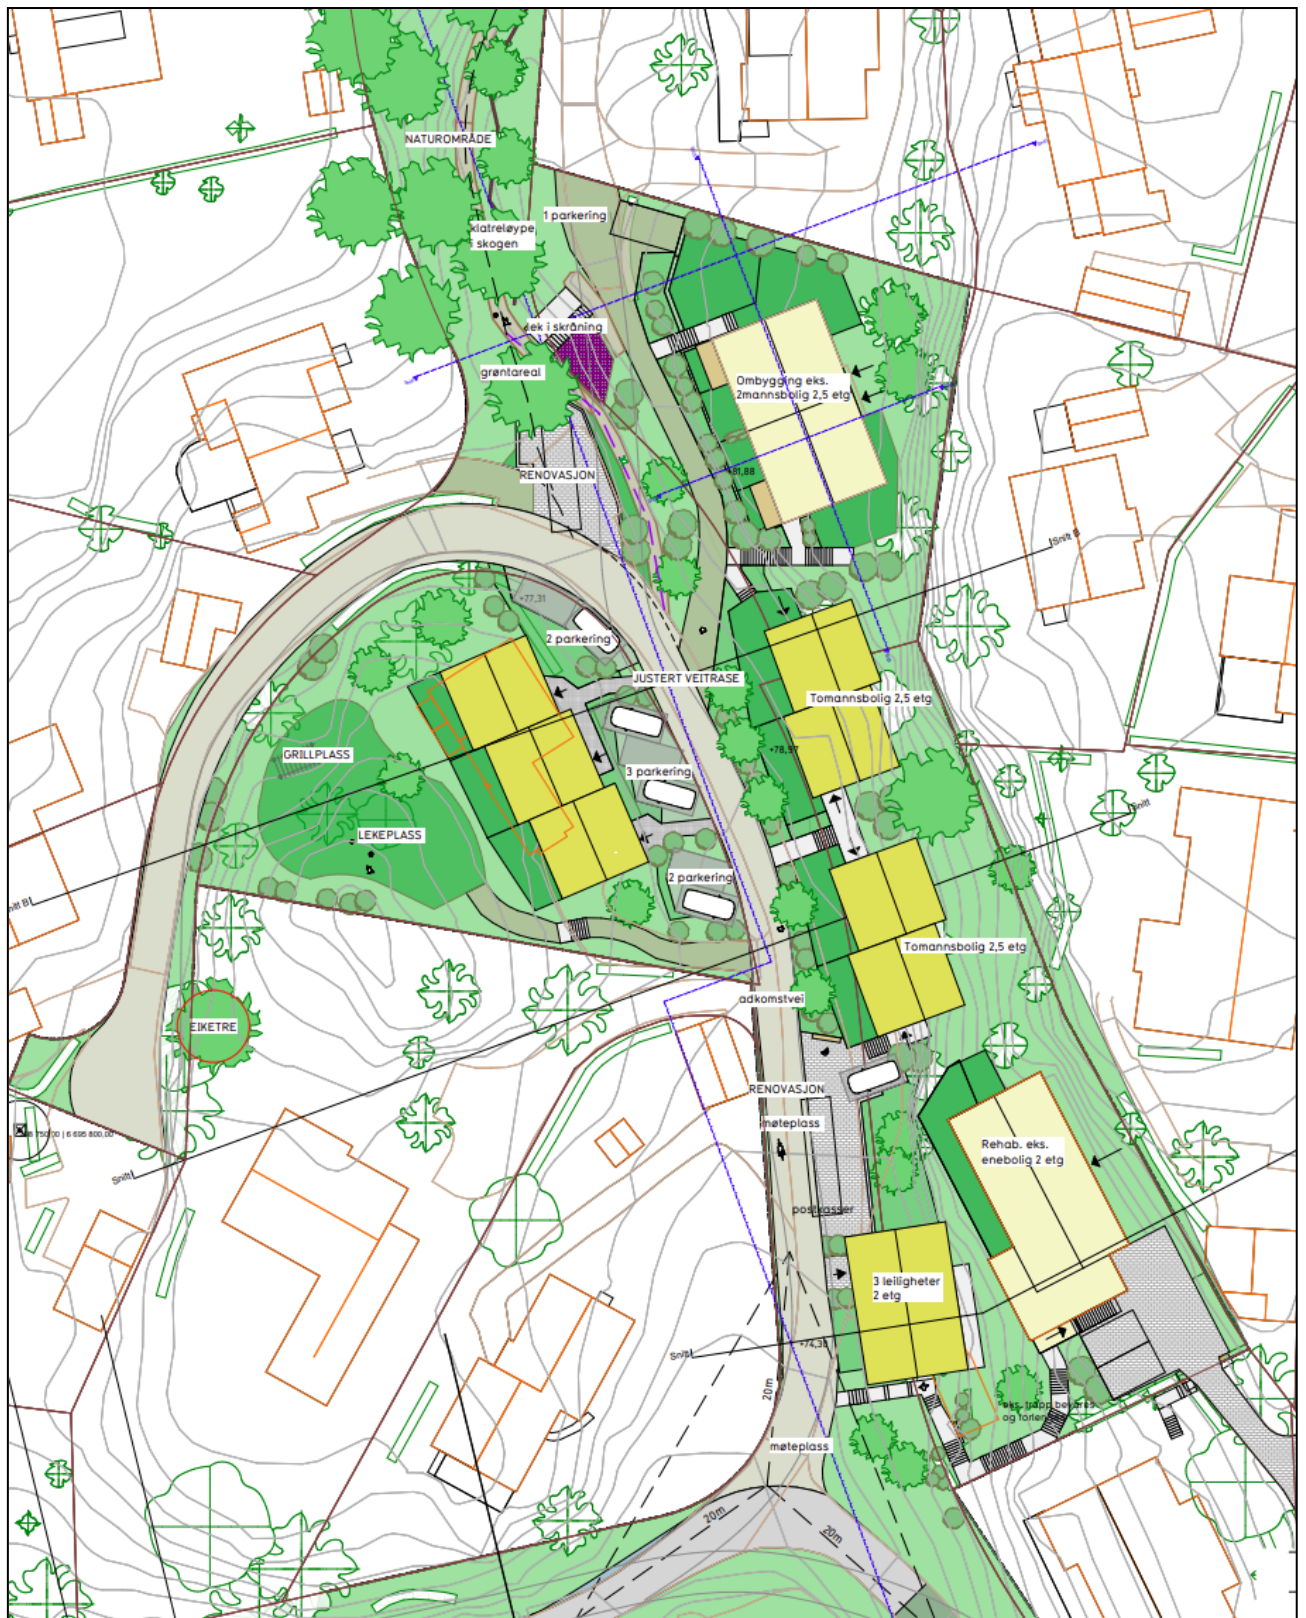 NATUROMRÅDE
1 parkering
klatreløype
i skogen
lek i skråning
grøntareal
Ombygging eks.
2mannsbolig 2,5 etg
RENOVASJON
+81,88
Snitt B
+77,31
2 parkering
JUSTERT VEITRASE
Tomannsbolig 2,5 etg
GRILLPLASS
+78,57
3 parkering
Snitt
LEKEPLASS
2 parkering
Tomannsbolig 2,5 etg
adkomstvei
EIKETRE
RENOVASJON
møteplass
Rehab. eks.
enebolig 2 etg
Snitt
postkasser
3 leiligheter
2 etg
+74,30
Snitt
20m
eks. trapp bevares
og
møteplass
20m
20m